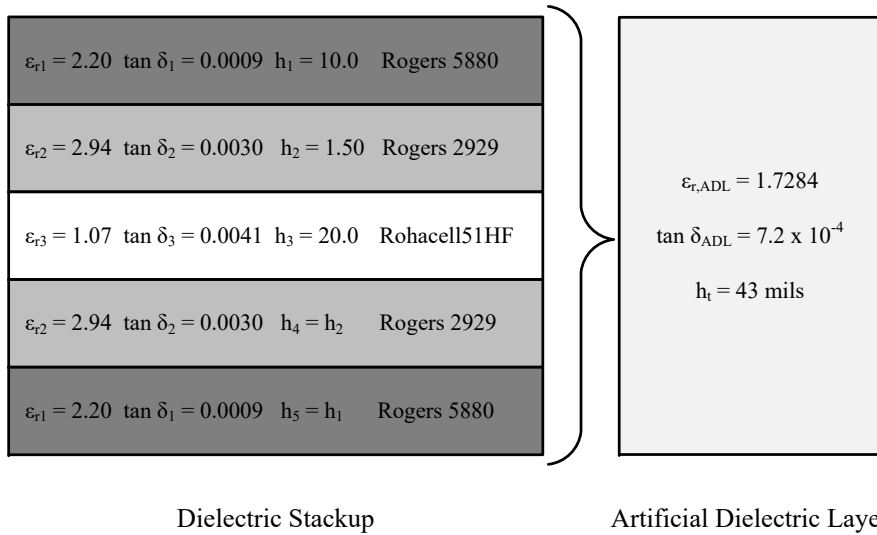 εr1 = 2.20 tan δ1 = 0.0009 h1 = 10.0 Rogers 5880
εr2 = 2.94 tan δ2 = 0.0030 h2 = 1.50 Rogers 2929
εr3 = 1.07 tan δ3 = 0.0041 h3 = 20.0 Rohacell51HF
εr2 = 2.94 tan δ2 = 0.0030 h4 = h2 Rogers 2929
εr1 = 2.20 tan δ1 = 0.0009 h5 = h1 Rogers 5880
εr,ADL = 1.7284
tan δADL = 7.2 x 10-4
ht = 43 mils
Dielectric Stackup
Artificial Dielectric Laye